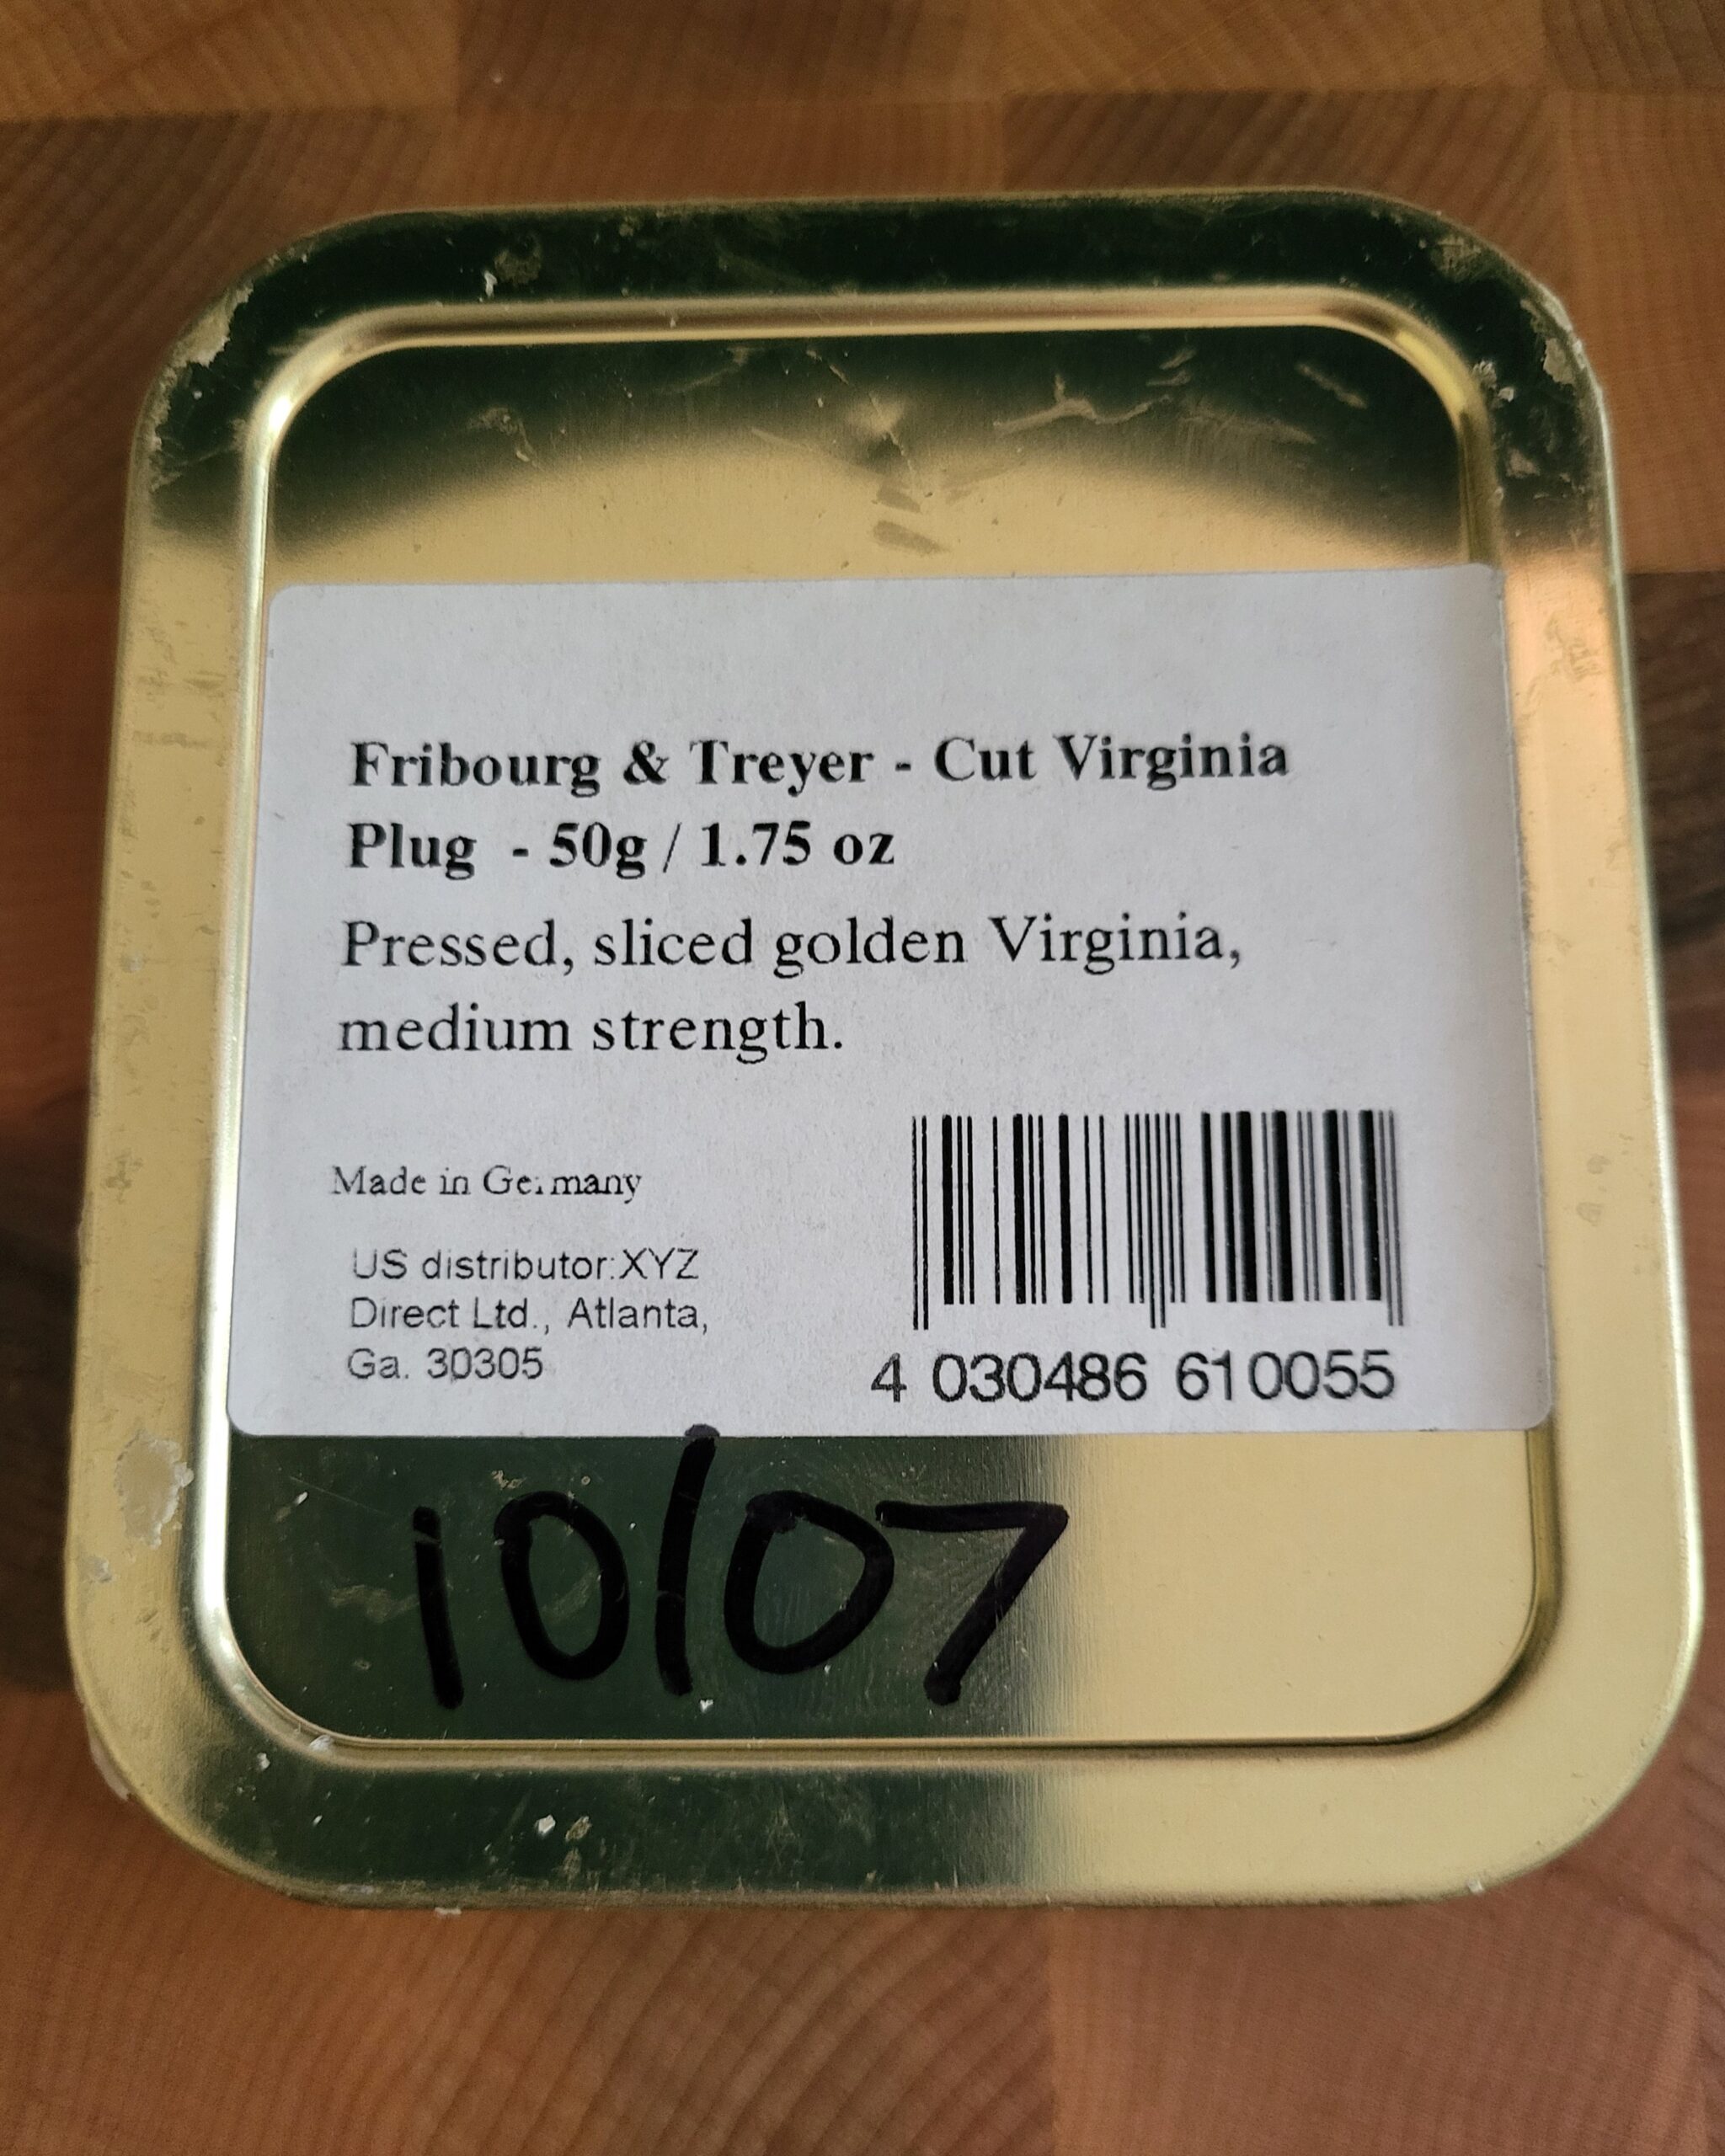 Fribourg & Treyer - Cut Virginia
Plug - 50g / 1.75 oz
Pressed, sliced golden Virginia,
medium strength.
Made in Germany
US distributor:XYZ
Direct Ltd., Atlanta,
Ga. 30305
4 030486 610055
10/07